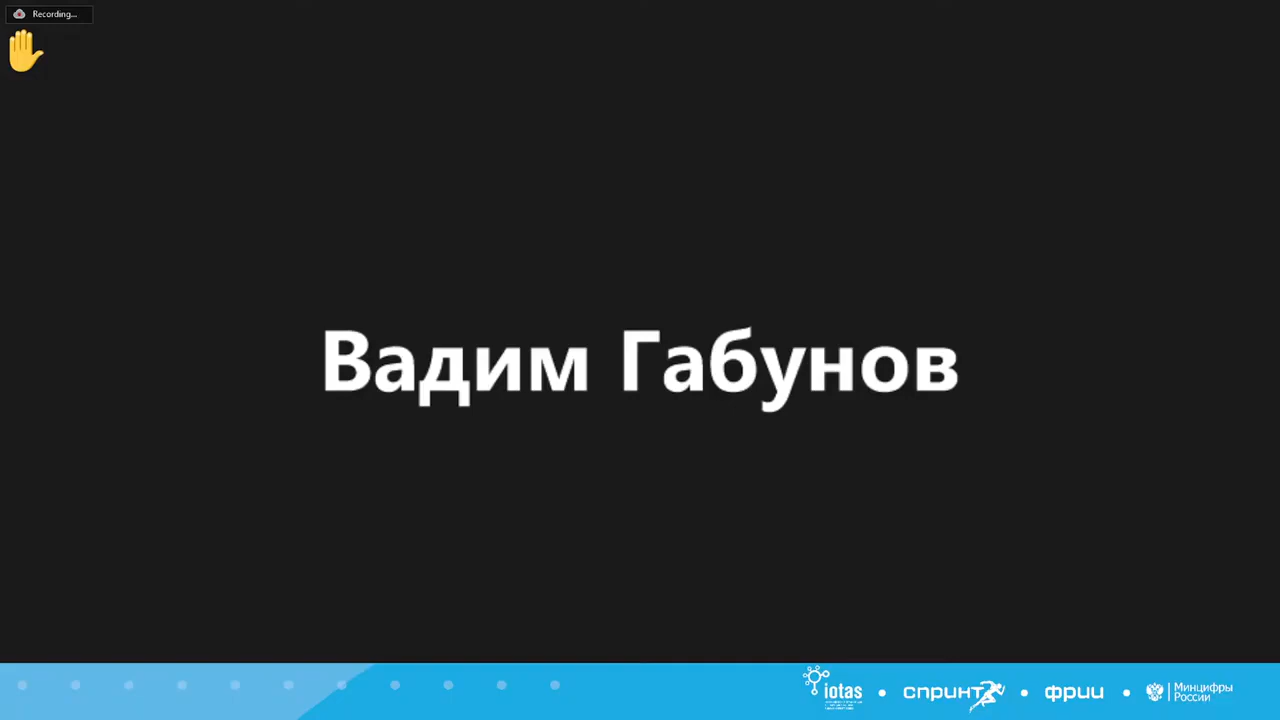 Recording...
Вадим Габунов
iotas
спринт
фрии
Минцифры
России